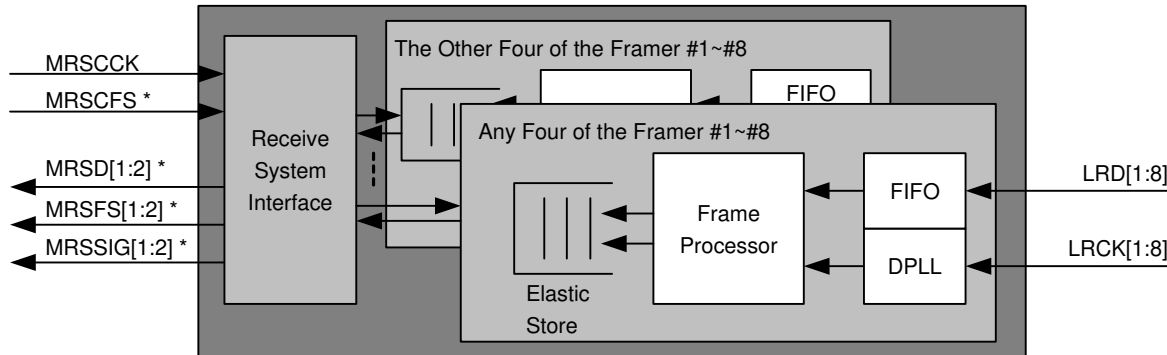 The Other Four of the Framer #1~#8
MRSCCK
MRSCFS *
FIFO
Any Four of the Framer #1~#8
Receive
System
Interface
MRSD[1:2] *
MRSFS[1:2] *
MRSSIG[1:2] *
Frame
Processor
FIFO
DPLL
LRD[1:8]
LRCK[1:8]
Elastic
Store